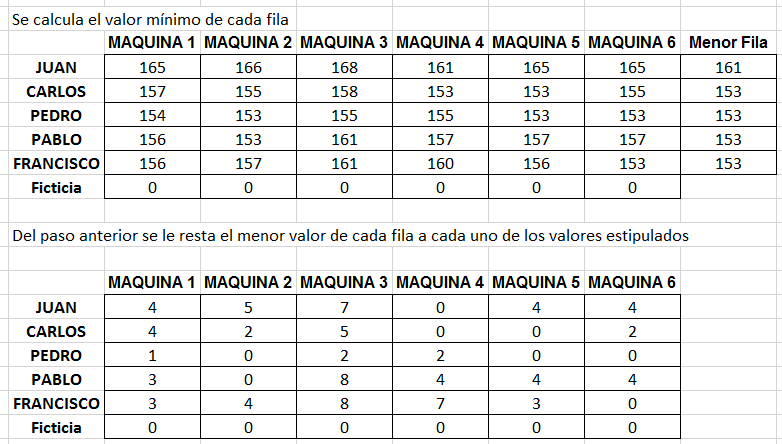 Se calcula el valor mínimo de cada fila
MAQUINA 1 MAQUINA 2 MAQUINA 3 MAQUINA 4 MAQUINA 5 MAQUINA 6 Menor Fila
JUAN 165 166 168 161 165 165 161
CARLOS 157 155 158 153 153 155 153
PEDRO 154 153 155 155 153 153 153
PABLO 156 153 161 157 157 157 153
FRANCISCO 156 157 161 160 156 153 153
Ficticia 0 0 0 0 0 0
Del paso anterior se le resta el menor valor de cada fila a cada uno de los valores estipulados
MAQUINA 1 MAQUINA 2 MAQUINA 3 MAQUINA 4 MAQUINA 5 MAQUINA 6
JUAN 4 5 7 0 4 4
CARLOS 4 2 5 0 0 2
PEDRO 1 0 2 2 0 0
PABLO 3 0 8 4 4 4
FRANCISCO 3 4 8 7 3 0
Ficticia 0 0 0 0 0 0